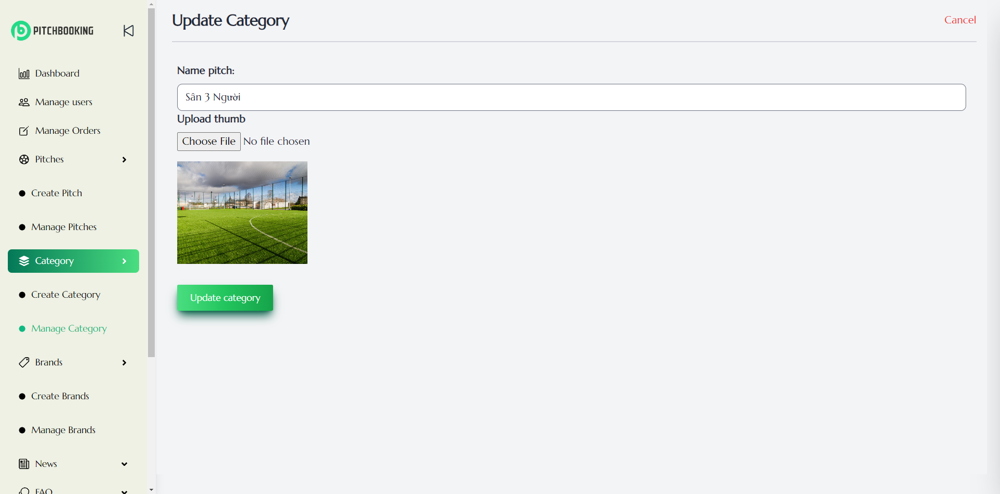 PITCHBOOKING
Dashboard
Manage users
Manage Orders
Pitches
Create Pitch
Manage Pitches
Category
Create Category
Manage Category
Brands
Create Brands
Manage Brands
News
FAQ
Update Category
Cancel
Name pitch:
Sân 3 Người
Upload thumb
Choose File No file chosen
Update category